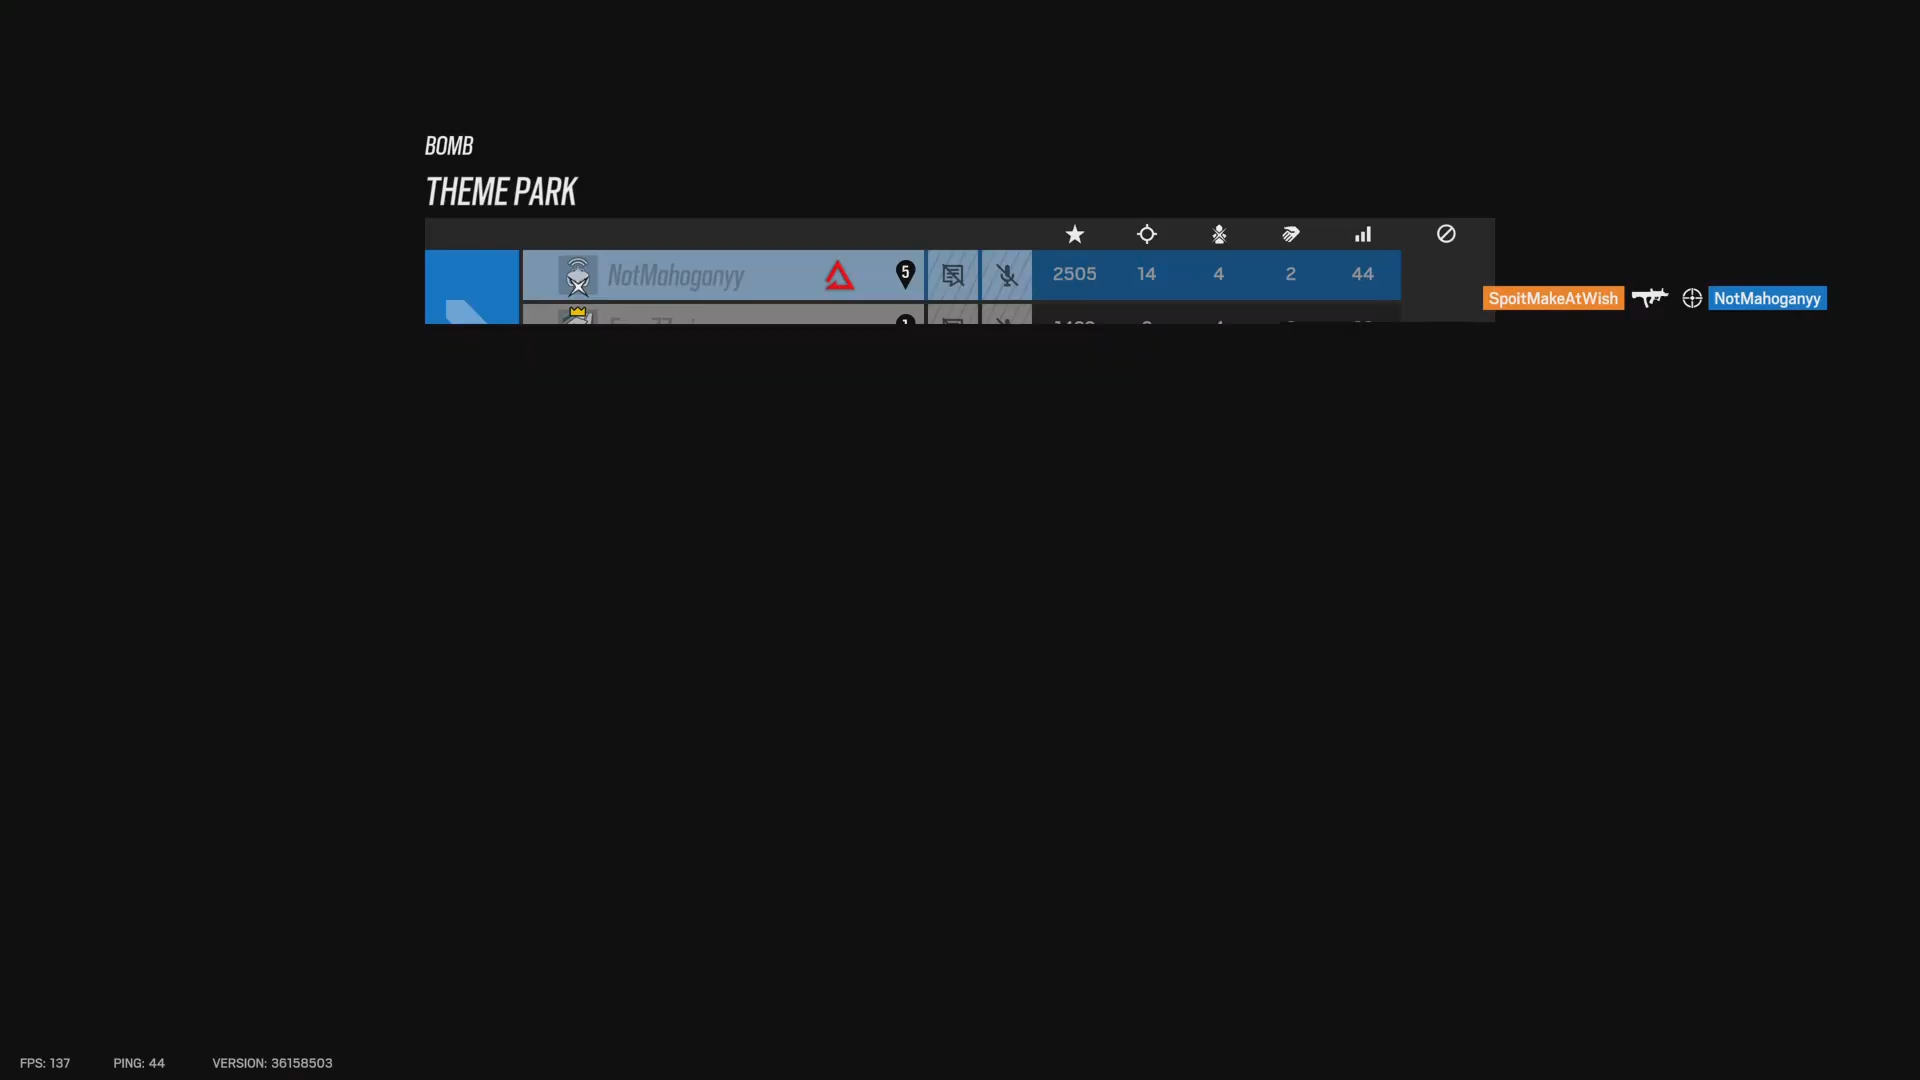 BOMB
THEME PARK
NotMahoganyy 5 2505 14 4 2 44
SpoitMakeAtWish NotMahoganyy
FPS: 137 PING: 44 VERSION: 36158503